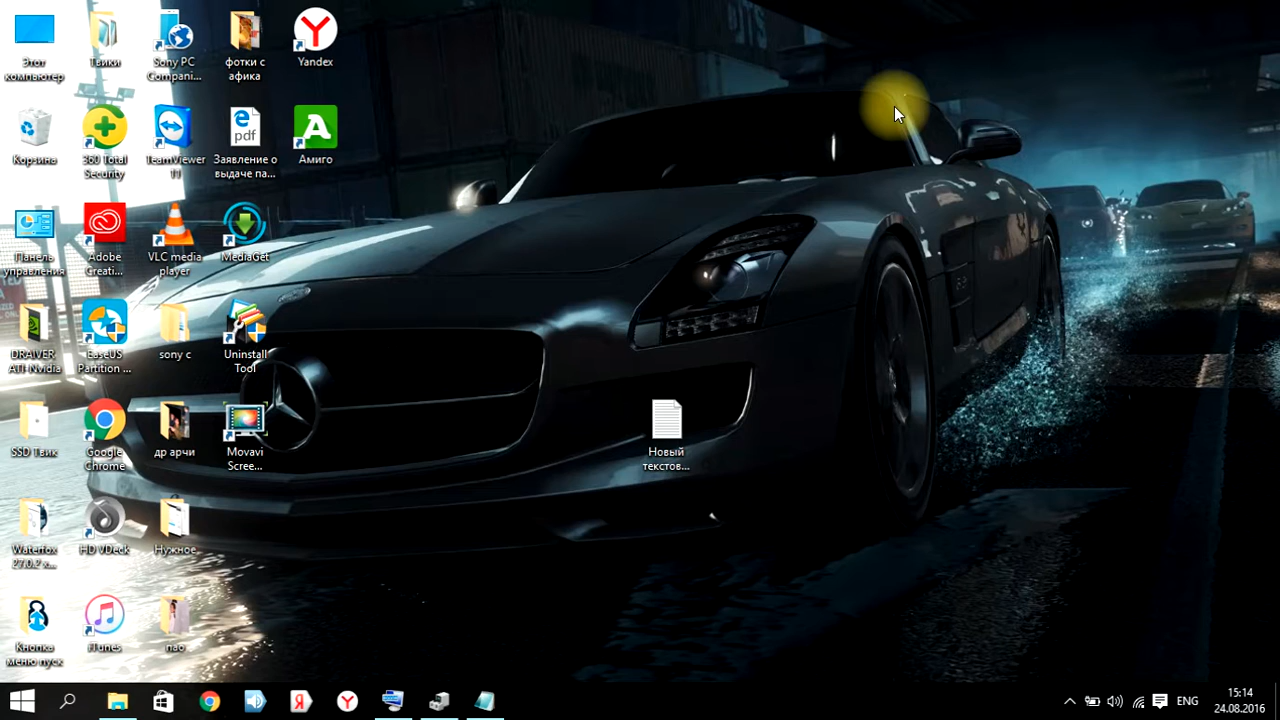 Этот
компьютер
Твики
Sony PC
Compani...
фотки с
афика
Yandex
Корзина
360 Total
Security
TeamViewer
11
pdf
Заявление о
выдаче па...
Амиго
Панель
управления
Adobe
Creati...
VLC media
player
MediaGet
DRAIVER
ATI-Nvidia
EaseUS
Partition ...
sony c
Uninstall
Tool
SSD Твик
Google
Chrome
др арчи
Movavi
Scree...
Новый
текстов...
Waterfox
27.0.2 x...
HD VDeck
Нужное
Кнопка
меню пуск
iTunes
пао
ENG
15:14
24.08.2016